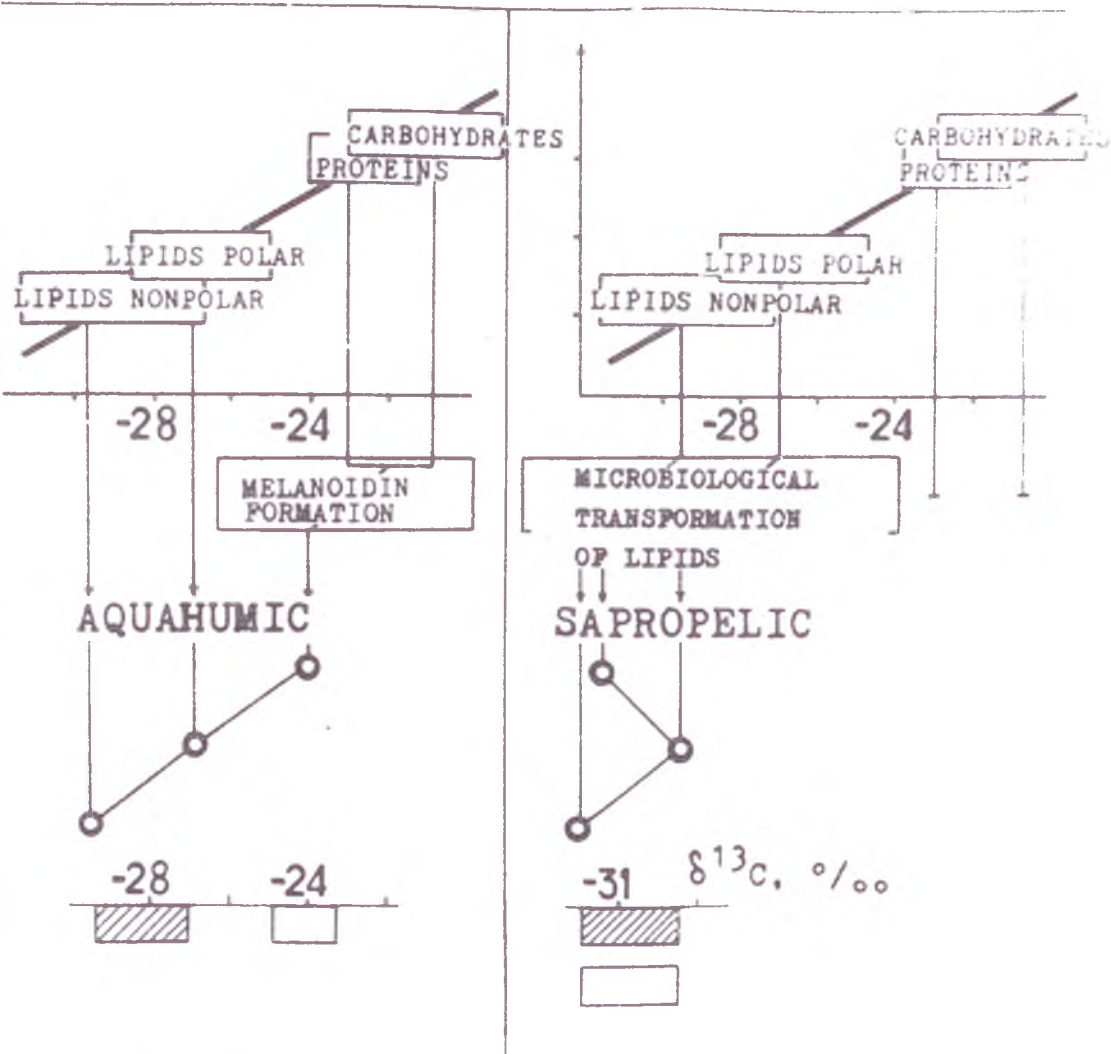 CARBOHYDRATES
PROTEINS
LIPIDS POLAR
LIPIDS NONPOLAR
-28 -24
MELANOIDIN
FORMATION
AQUAHUMIC
-28 -24
CARBOHYDRATES
PROTEINS
LIPIDS POLAR
LIPIDS NONPOLAR
-28 -24
MICROBIOLOGICAL
TRANSFORMATION
OF LIPIDS
SAPROPELIC
-31 δ¹³C, °/∘∘